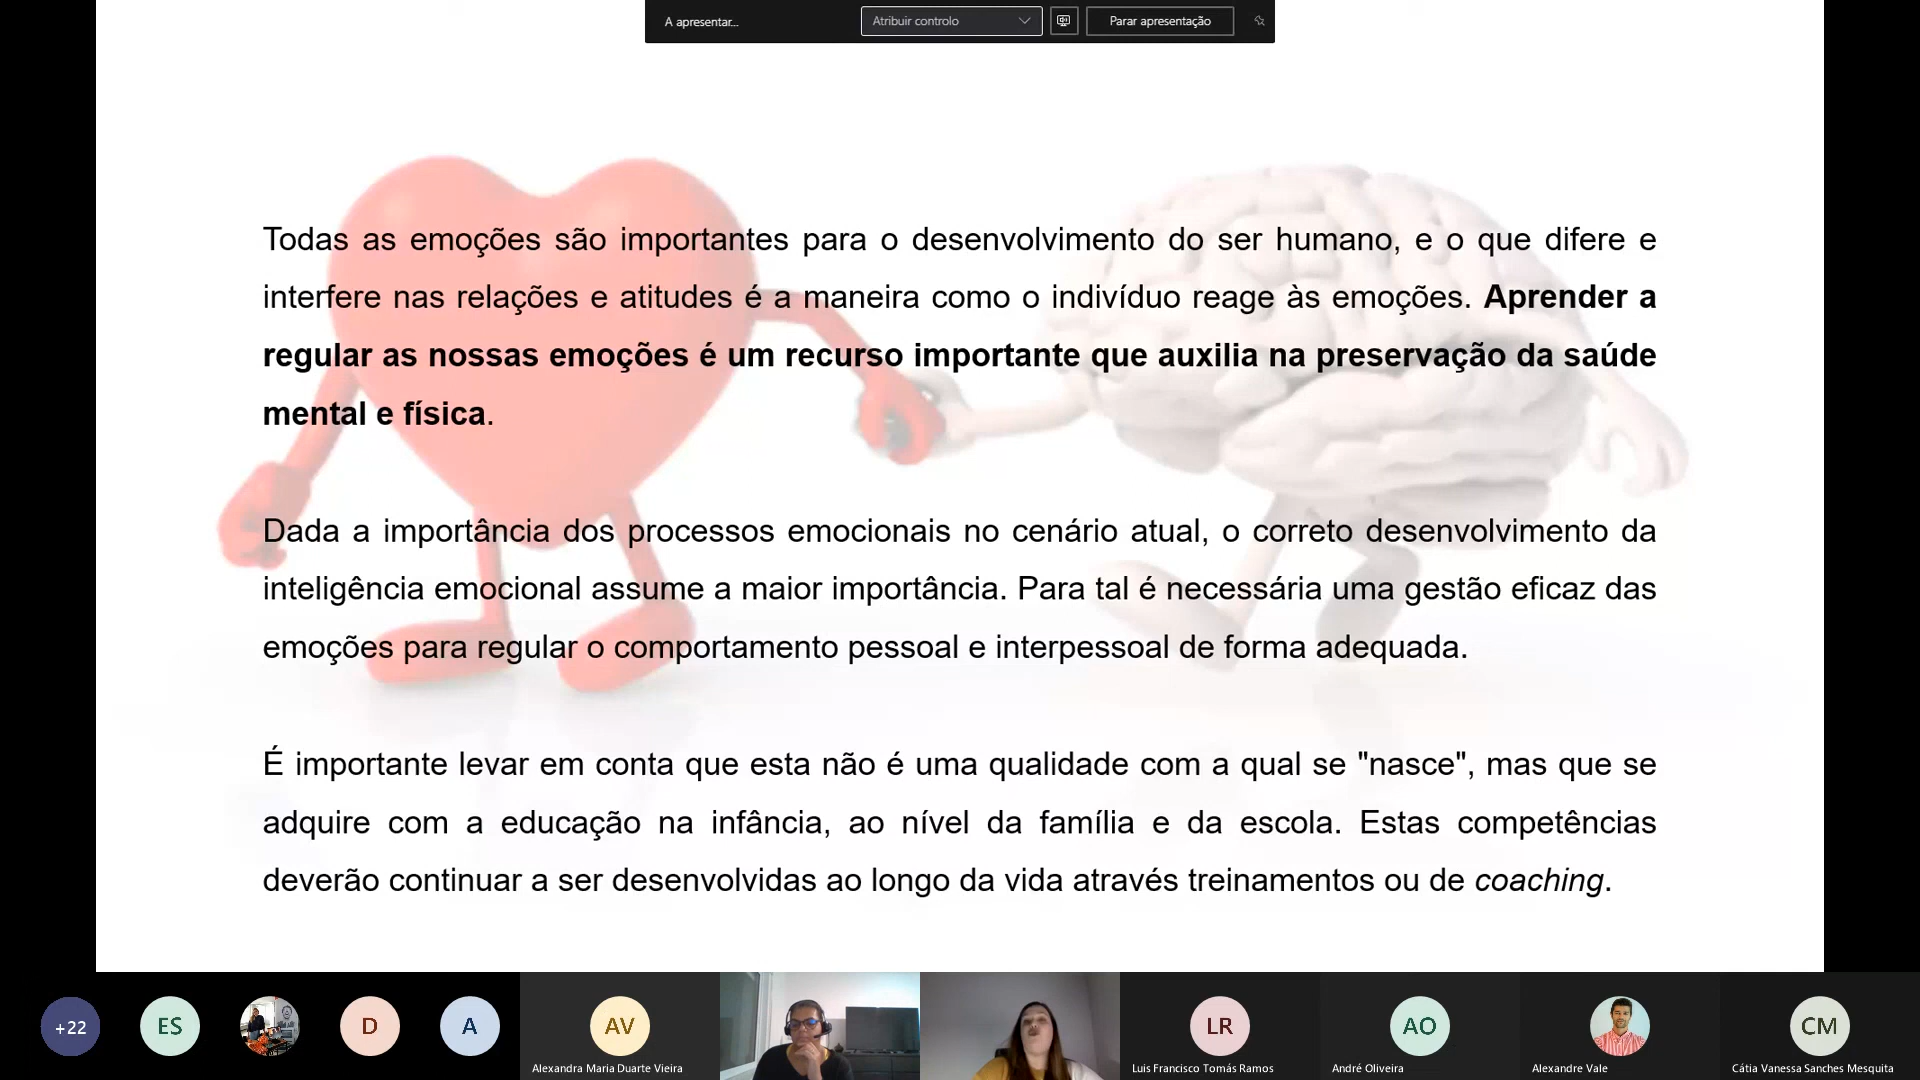 A apresentar...
Atribuir controlo
Parar apresentação
Todas as emoções são importantes para o desenvolvimento do ser humano, e o que difere e
interfere nas relações e atitudes é a maneira como o indivíduo reage às emoções. Aprender a
regular as nossas emoções é um recurso importante que auxilia na preservação da saúde
mental e física.
Dada a importância dos processos emocionais no cenário atual, o correto desenvolvimento da
inteligência emocional assume a maior importância. Para tal é necessária uma gestão eficaz das
emoções para regular o comportamento pessoal e interpessoal de forma adequada.
É importante levar em conta que esta não é uma qualidade com a qual se "nasce", mas que se
adquire com a educação na infância, ao nível da família e da escola. Estas competências
deverão continuar a ser desenvolvidas ao longo da vida através treinamentos ou de coaching.
+22
ES
D
A
AV
LR
AO
CM
Alexandra Maria Duarte Vieira
Luis Francisco Tomás Ramos
André Oliveira
Alexandre Vale
Cátia Vanessa Sanches Mesquita